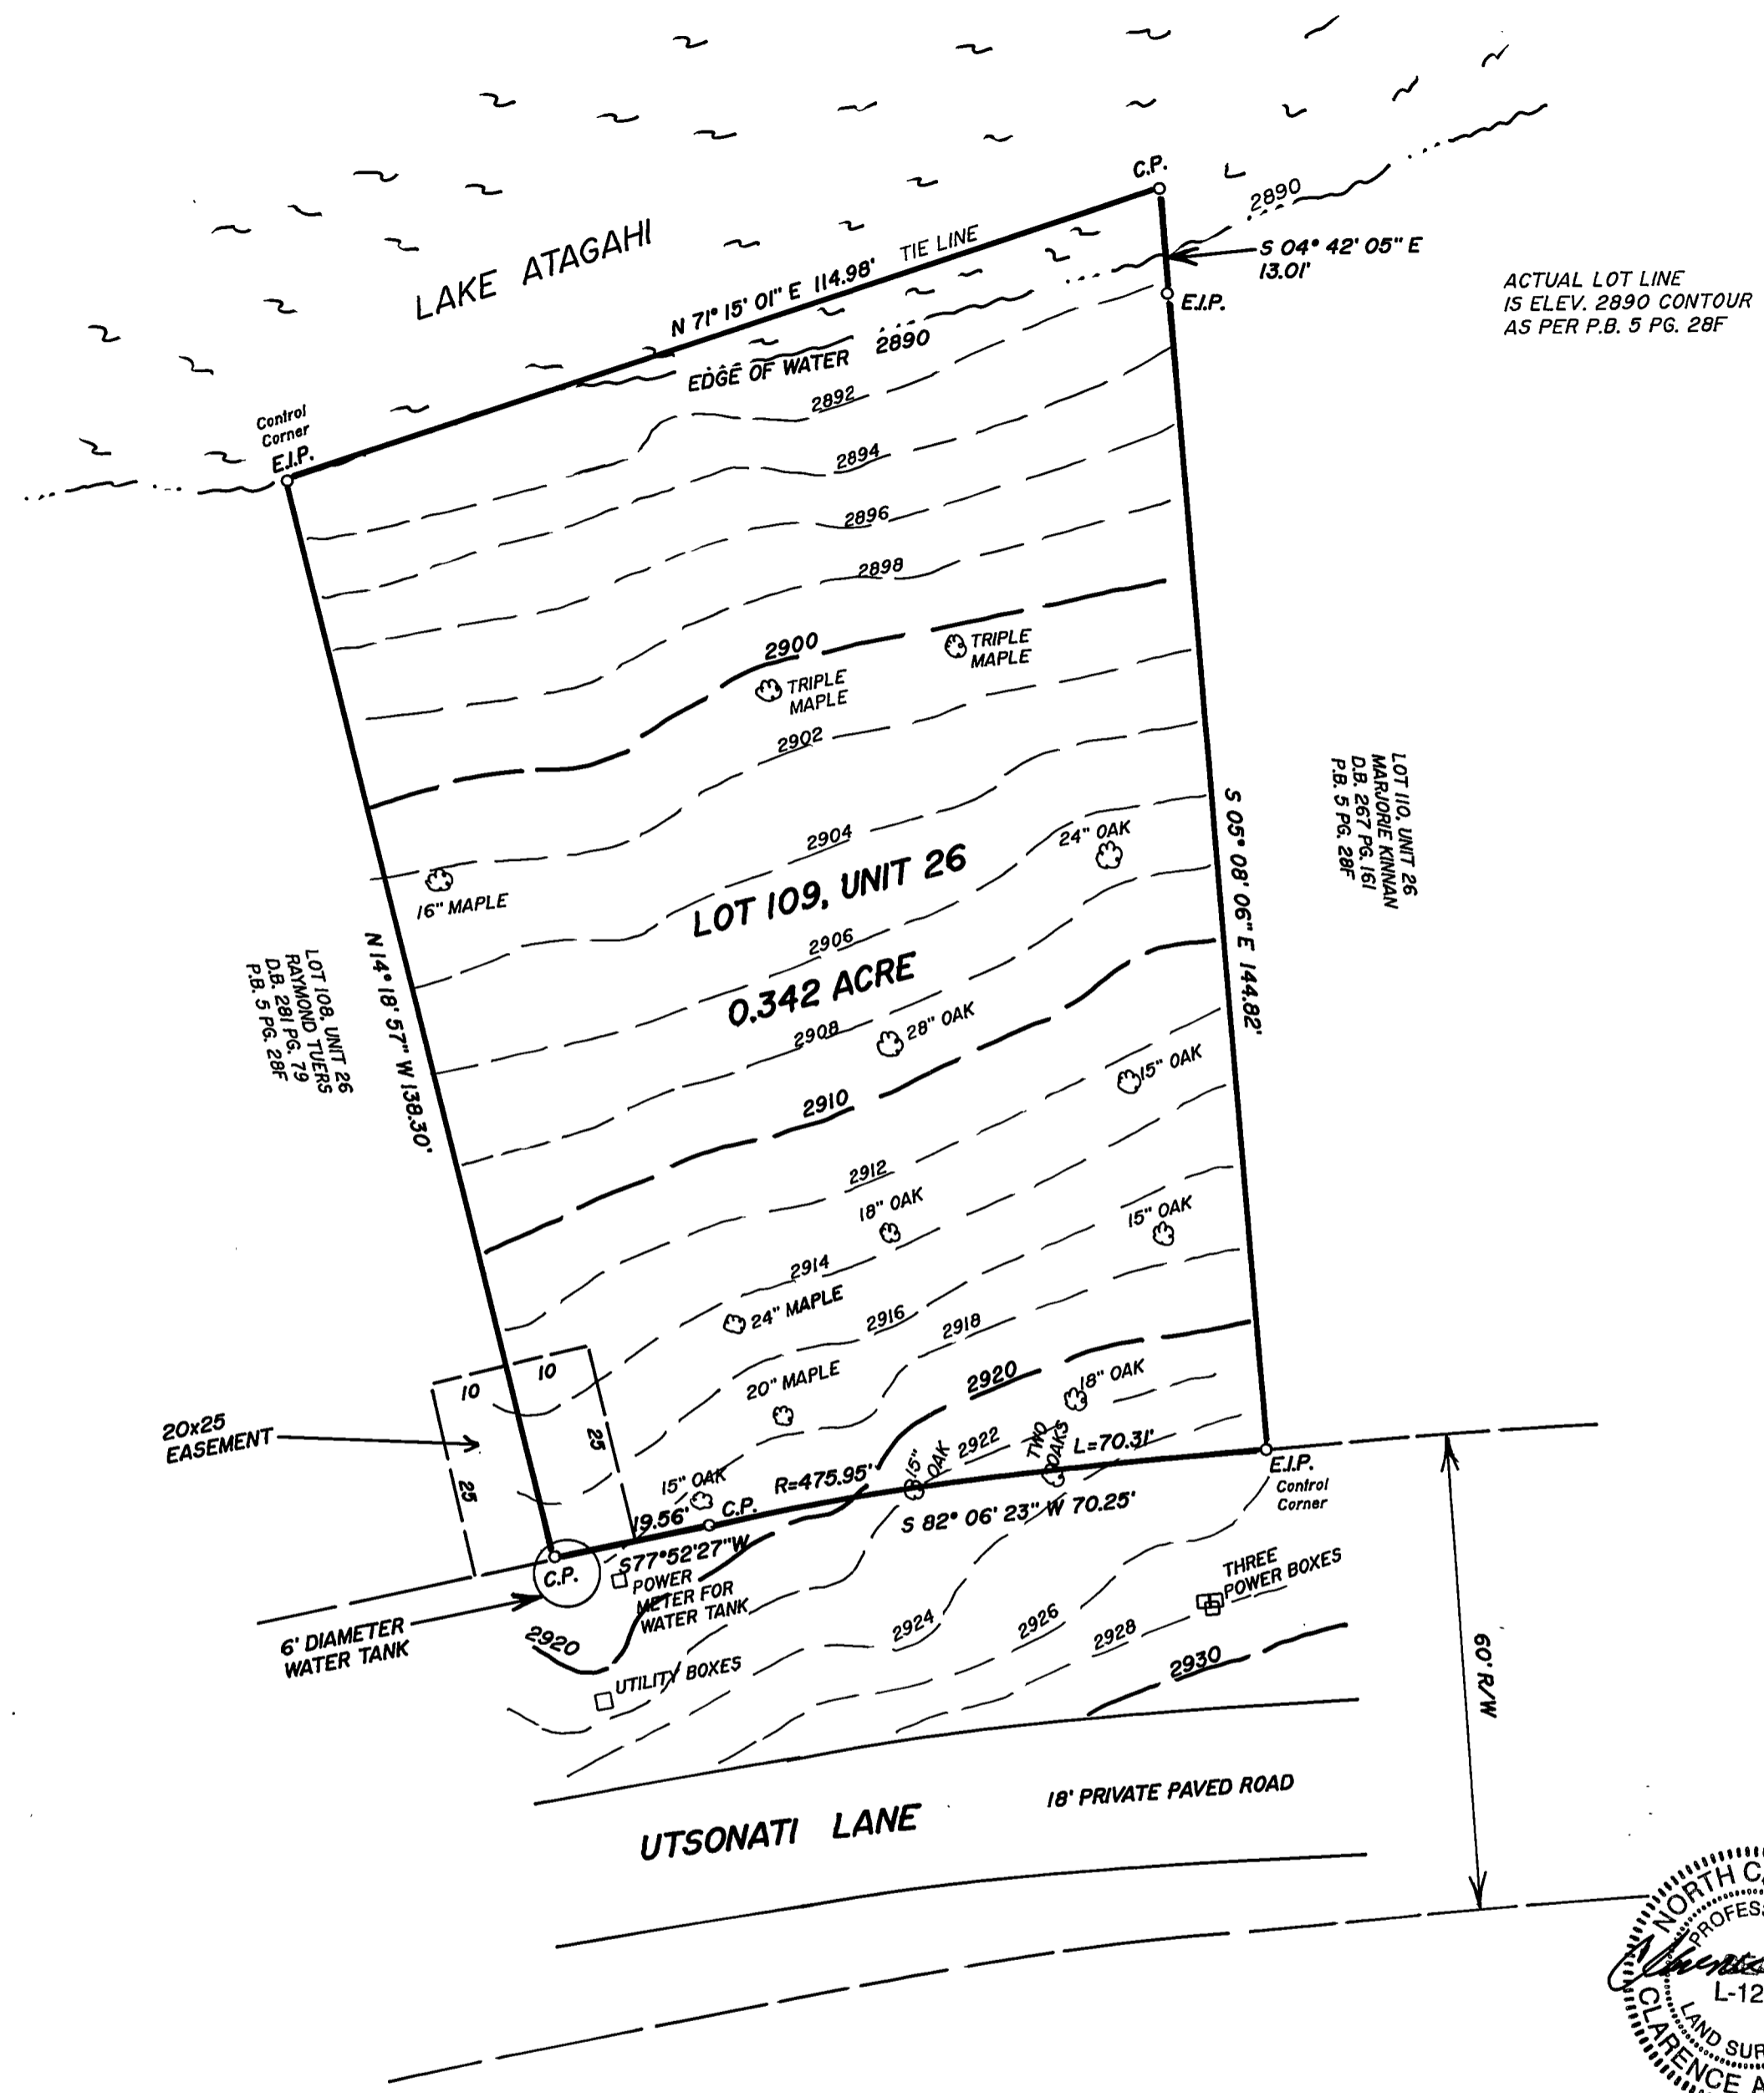 C.P.
2890
LAKE ATAGAHI
TIE LINE
N 71° 15' 01" E 114.98'
S 04° 42' 05" E
13.01'
E.I.P.
ACTUAL LOT LINE
IS ELEV. 2890 CONTOUR
AS PER P.B. 5 PG. 28F
EDGE OF WATER 2890
Control
Corner
E.I.P.
2892
2894
2896
2898
2900
TRIPLE
MAPLE
TRIPLE
MAPLE
2902
2904
24" OAK
16" MAPLE
LOT 109, UNIT 26
2906
0.342 ACRE
2908
28" OAK
LOT 110, UNIT 26
MARJORIE KINNAN
D.B. 267 PG. 161
P.B. 5 PG. 28F
S 05° 08' 06" E 144.82'
LOT 108, UNIT 26
RAYMOND TUERS
D.B. 281 PG. 79
P.B. 5 PG. 28F
N 14° 18' 57" W 138.30'
15" OAK
2910
2912
18" OAK
15" OAK
2914
24" MAPLE
2916
2918
20" MAPLE
2920
18" OAK
10
10
20x25
EASEMENT
25
25
15" OAK
19.56'
C.P.
R=475.95'
15"
OAK
2922
TWO
OAKS
L=70.31'
E.I.P.
Control
Corner
S 82° 06' 23" W 70.25'
S77°52'27"W
C.P.
POWER
METER FOR
WATER TANK
6' DIAMETER
WATER TANK
2920
UTILITY BOXES
2924
2926
2928
THREE
POWER BOXES
2930
60' R/W
UTSONATI LANE
18' PRIVATE PAVED ROAD
NORTH
L-12
LAND
CLARENCE